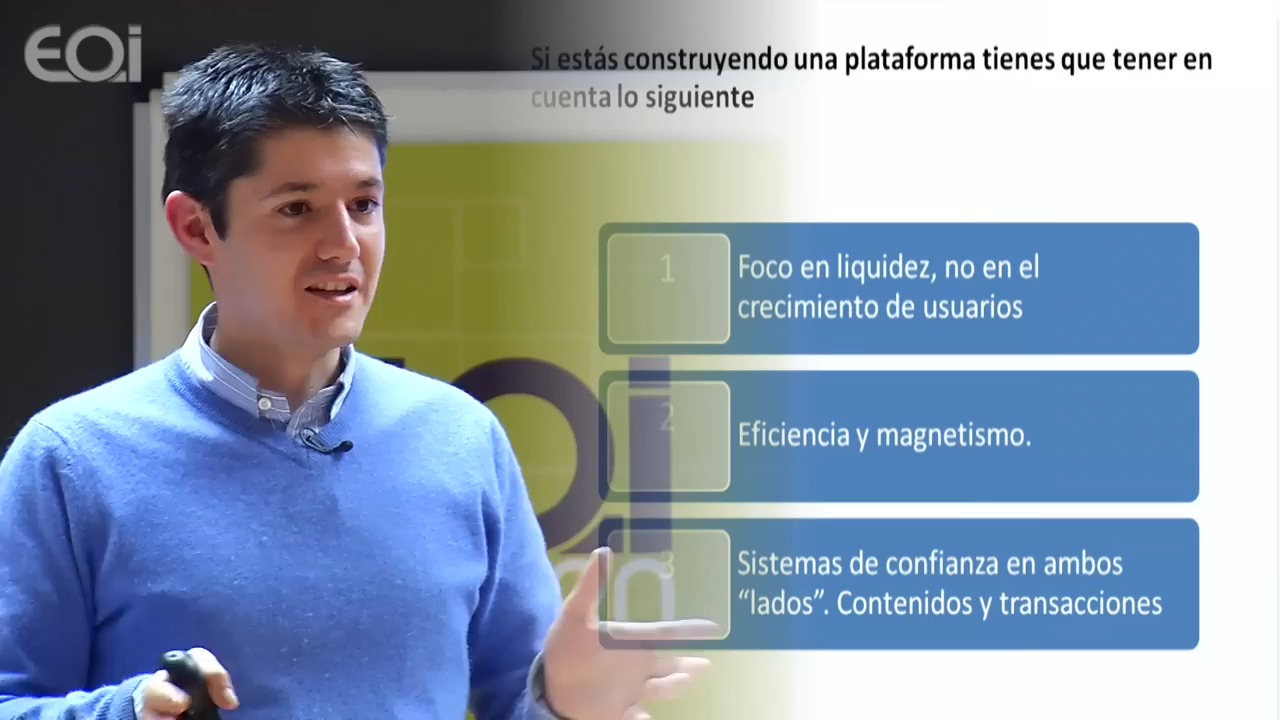 EOi
Si estás construyendo una plataforma tienes que tener en
cuenta lo siguiente
1
Foco en liquidez, no en el
crecimiento de usuarios
2
Eficiencia y magnetismo.
3
Sistemas de confianza en ambos
“lados”. Contenidos y transacciones